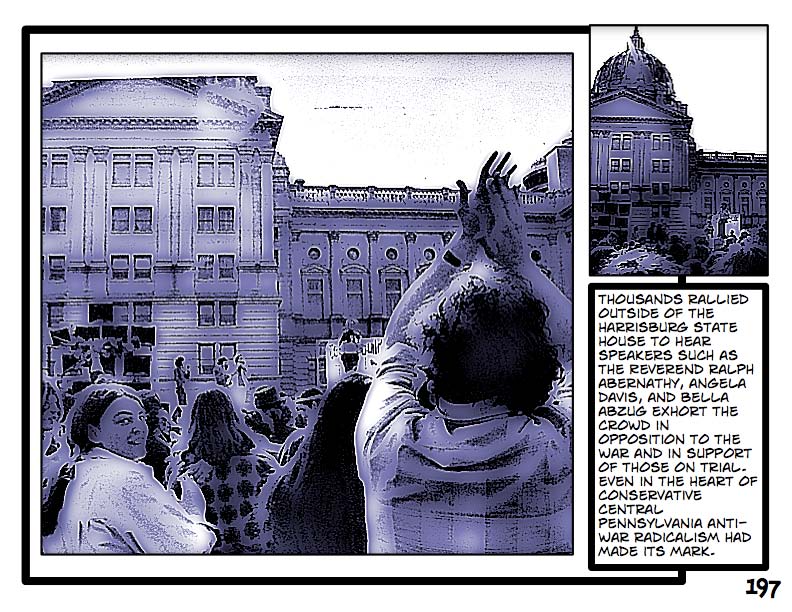 THOUSANDS RALLIED
OUTSIDE OF THE
HARRISBURG STATE
HOUSE TO HEAR
SPEAKERS SUCH AS
THE REVEREND RALPH
ABERNATHY, ANGELA
DAVIS, AND BELLA
ABZUG EXHORT THE
CROWD IN
OPPOSITION TO THE
WAR AND IN SUPPORT
OF THOSE ON TRIAL.
EVEN IN THE HEART OF
CONSERVATIVE
CENTRAL
PENNSYLVANIA ANTI-
WAR RADICALISM HAD
MADE ITS MARK.
197